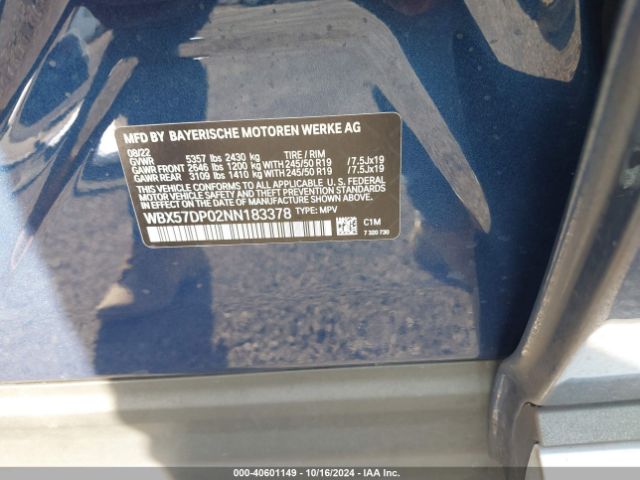 MFD BY BAYERISCHE MOTOREN WERKE AG
08/22
GVWR 5357 lbs 2430 kg TIRE / RIM
GAWR FRONT 2646 lbs 1200 kg WITH 245/50 R19 /7.5Jx19
GAWR REAR 3109 lbs 1410 kg WITH 245/50 R19 /7.5Jx19
THIS VEHICLE CONFORMS TO ALL APPLICABLE U. S. FEDERAL
MOTOR VEHICLE SAFETY AND THEFT PREVENTION STANDARDS
IN EFFECT ON THE DATE OF MANUFACTURE SHOWN ABOVE.
WBX57DP02NN183378 TYPE: MPV
C1M
7 320 730
000-40601149 - 10/16/2024 - IAA Inc.